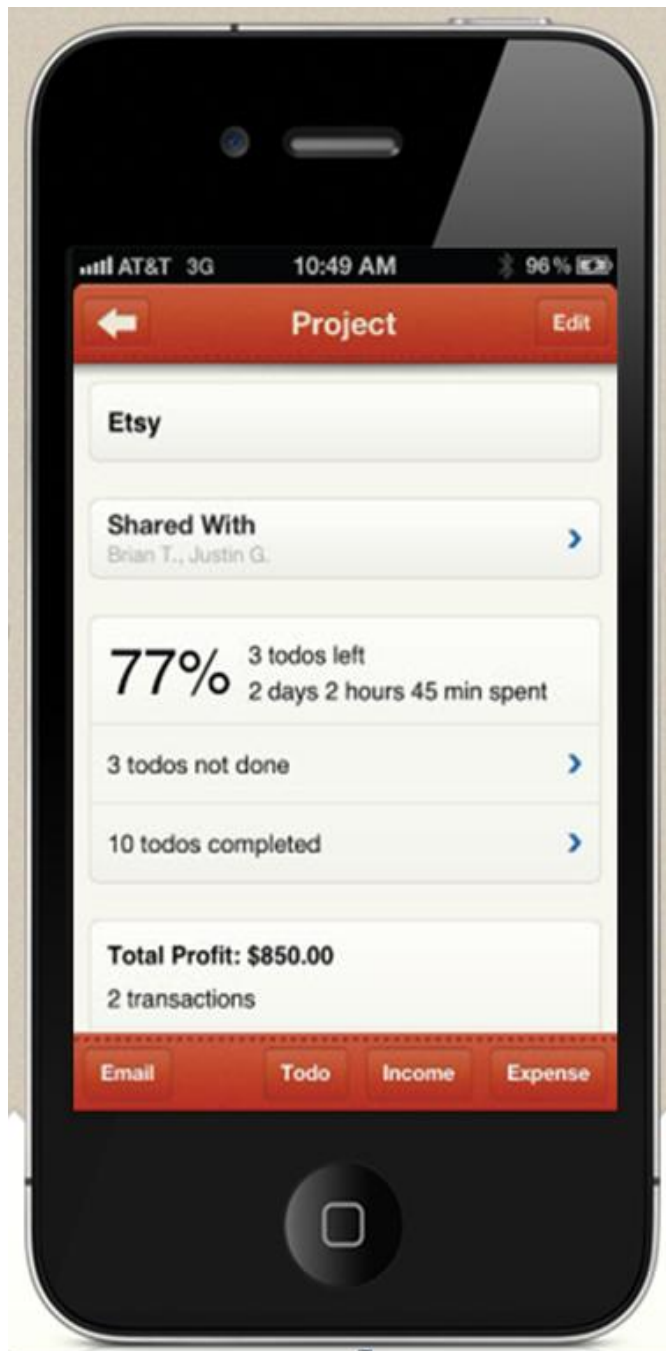 AT&T 3G 10:49 AM 96%
Project Edit
Etsy
Shared With
Brian T., Justin G.
77% 3 todos left
2 days 2 hours 45 min spent
3 todos not done
10 todos completed
Total Profit: $850.00
2 transactions
Email Todo Income Expense